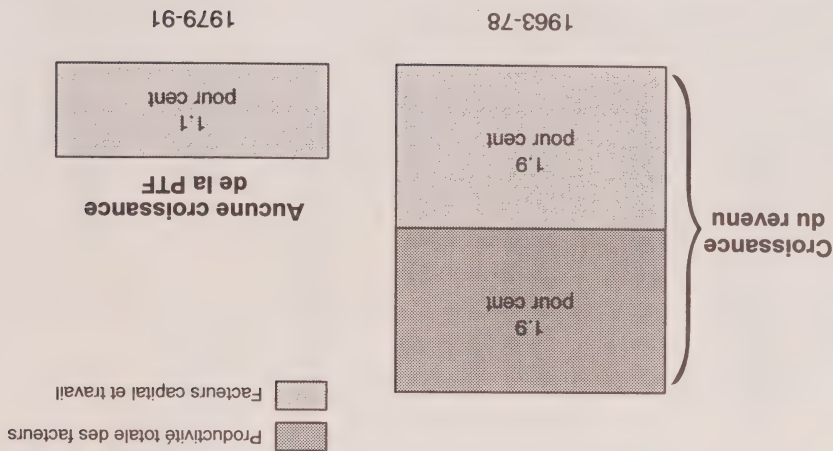 Productivité totale des facteurs
Facteurs capital et travail
Croissance
du revenu
1.9
pour cent
1.9
pour cent
1963-78
Aucune croissance
de la PTF
1.1
pour cent
1979-91